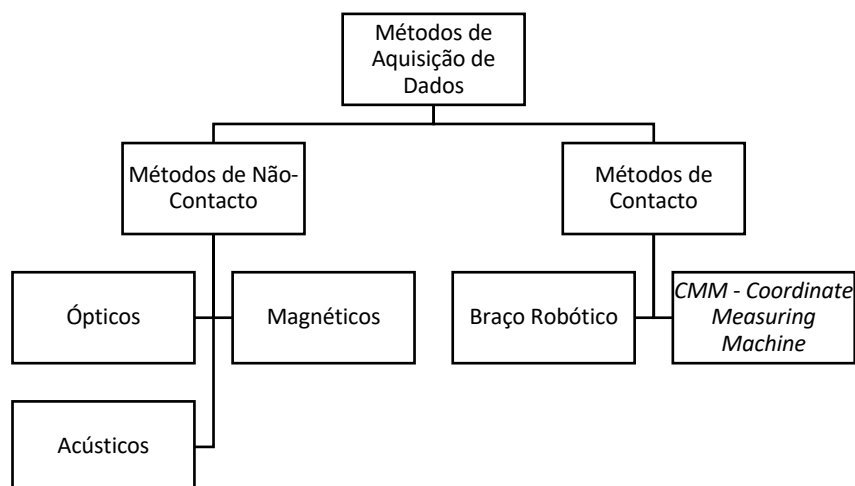 Métodos de
Aquisição de
Dados
Métodos de Não-
Contacto
Métodos de
Contacto
Ópticos
Magnéticos
Braço Robótico
CMM - Coordinate
Measuring
Machine
Acústicos